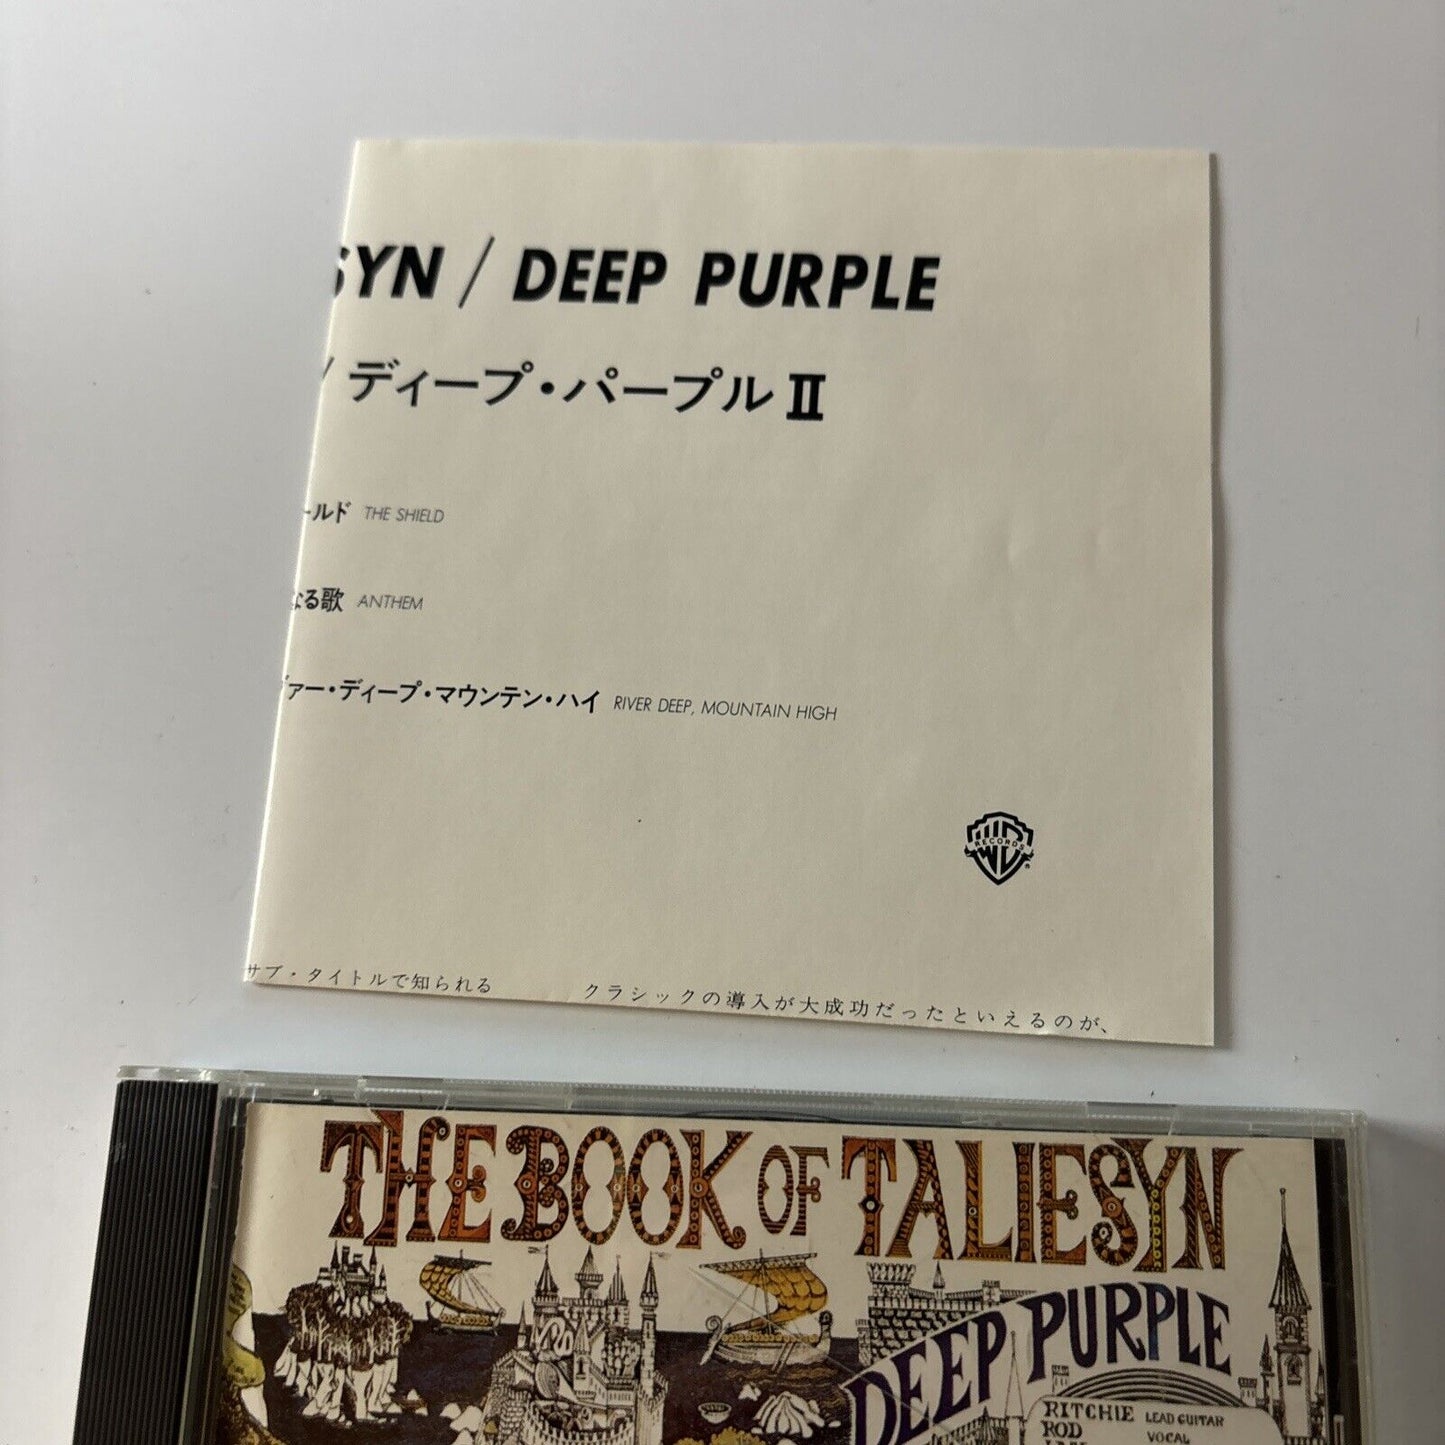 SYN / DEEP PURPLE
/ ディープ・パープルⅡ
ールド THE SHIELD
なる歌 ANTHEM
ヴァー・ディープ・マウンテン・ハイ RIVER DEEP, MOUNTAIN HIGH
WB RECORDS ®
サブ・タイトルで知られる クラシックの導入が大成功だったといえるのが、
THE BOOK OF TALIESYN
DEEP PURPLE
RITCHIE LEAD GUITAR
ROD VOCAL